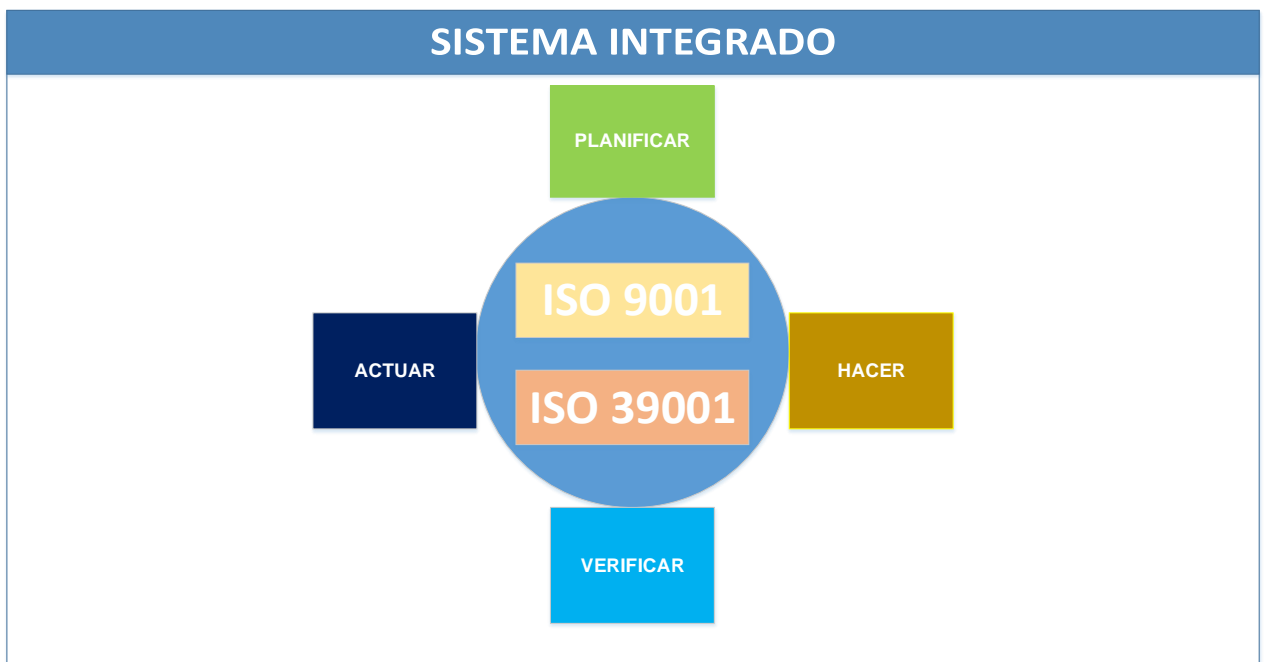 SISTEMA INTEGRADO
PLANIFICAR
ISO 9001
ACTUAR
HACER
ISO 39001
VERIFICAR